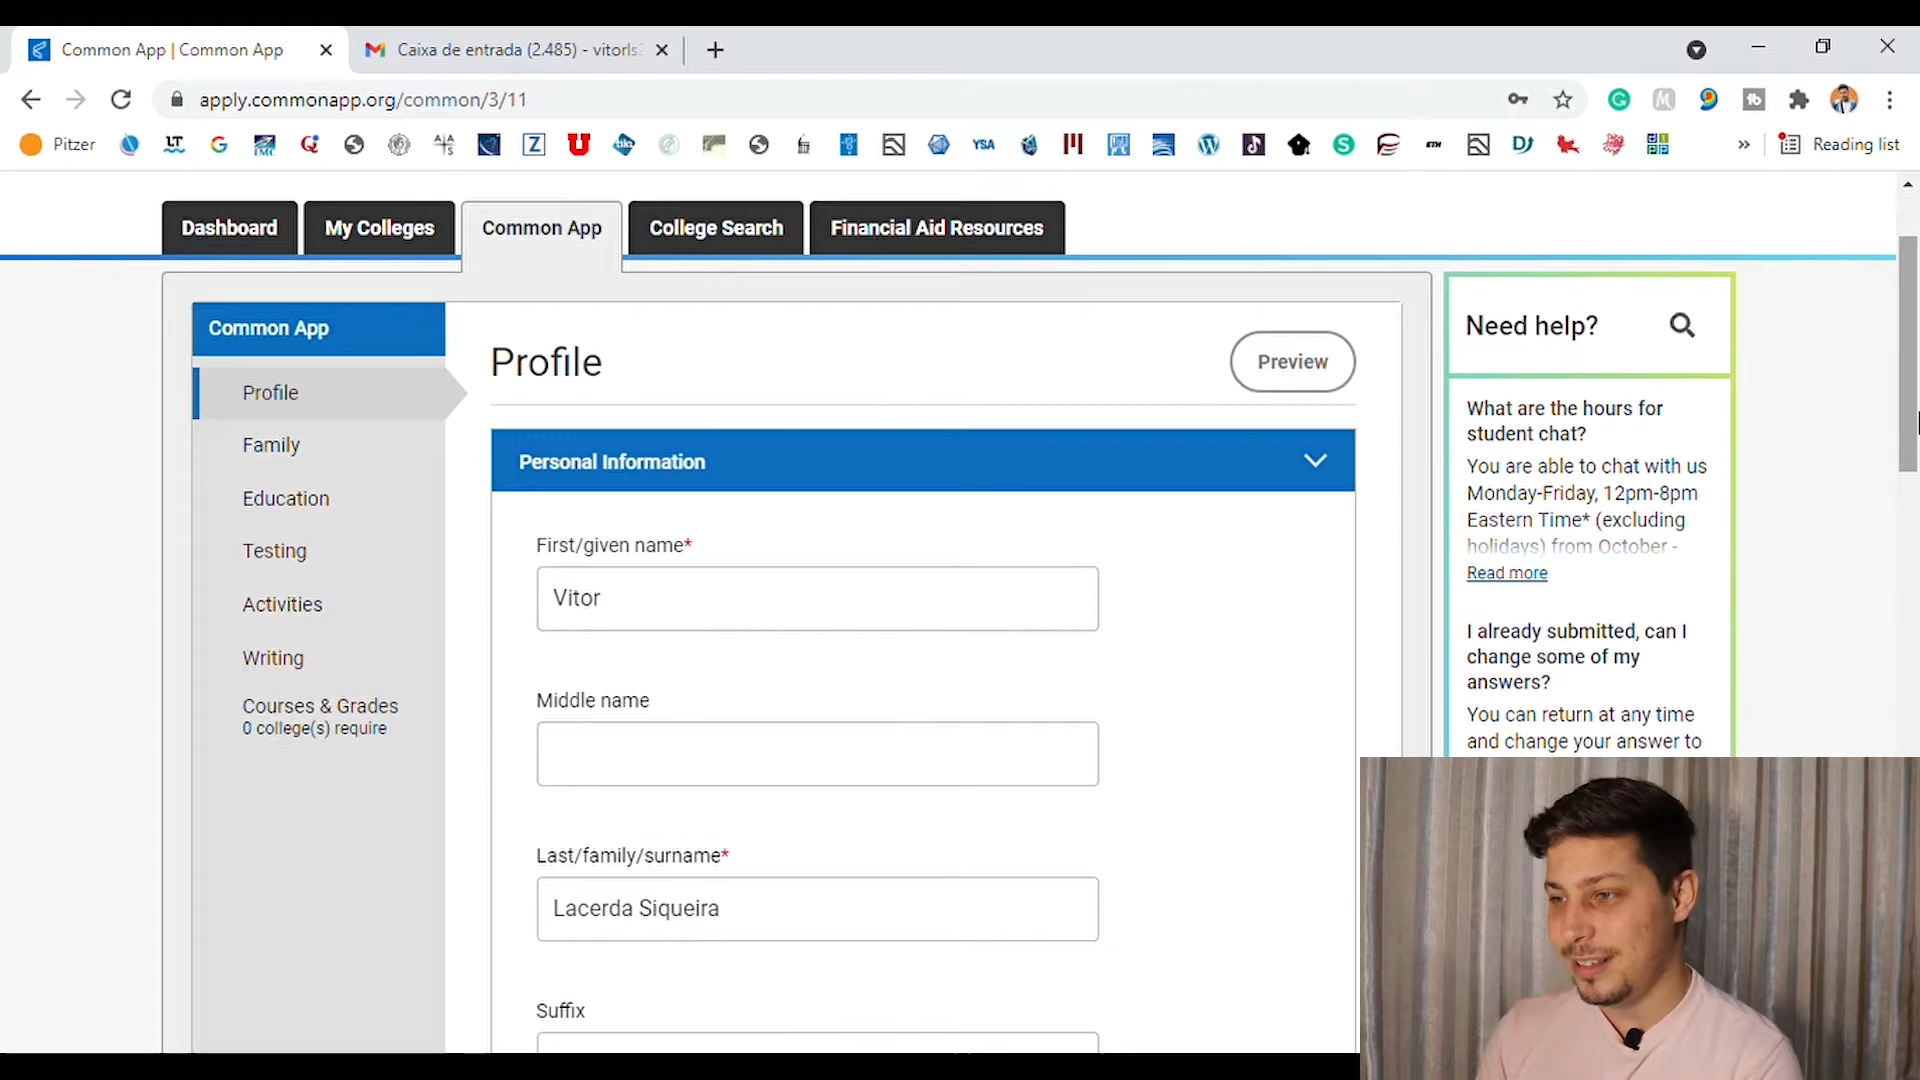 Common App | Common App
Caixa de entrada (2.485) - vitorls
apply.commonapp.org/common/3/11
Pitzer
YSA
Reading list
Dashboard
My Colleges
Common App
College Search
Financial Aid Resources
Common App
Profile
Family
Education
Testing
Activities
Writing
Courses & Grades
0 college(s) require
Profile
Preview
Personal Information
First/given name*
Vitor
Middle name
Last/family/surname*
Lacerda Siqueira
Suffix
Need help?
What are the hours for
student chat?
You are able to chat with us
Monday-Friday, 12pm-8pm
Eastern Time* (excluding
holidays) from October -
Read more
I already submitted, can I
change some of my
answers?
You can return at any time
and change your answer to